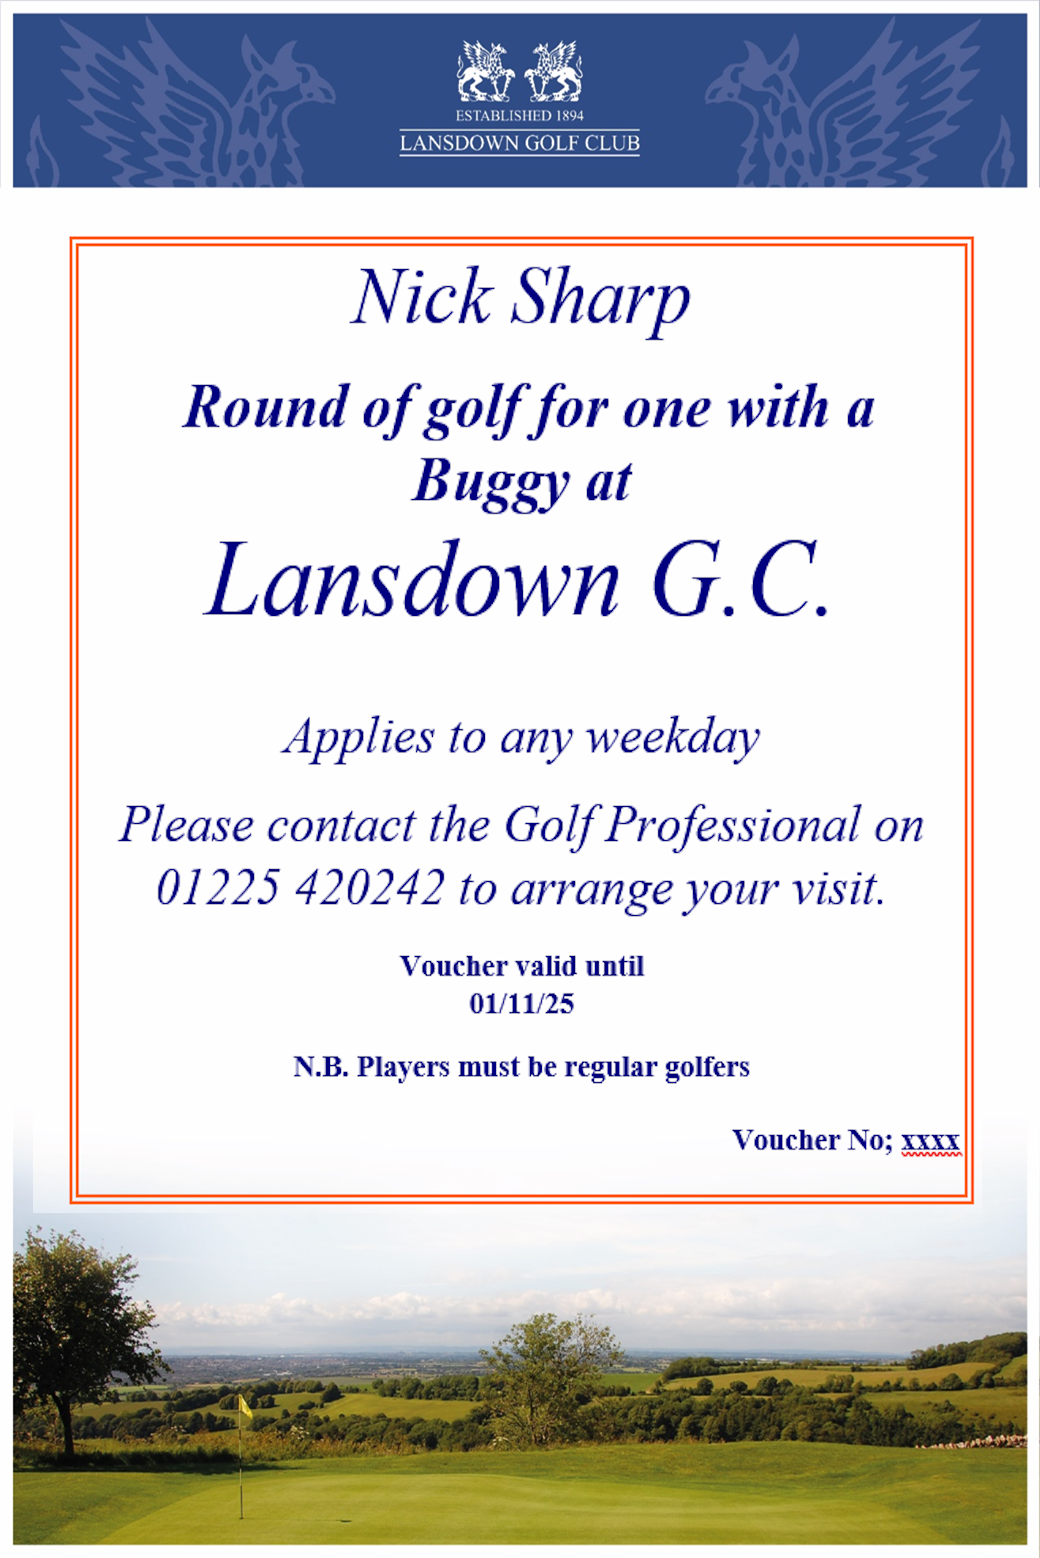 ESTABLISHED 1894
LANSDOWN GOLF CLUB
Nick Sharp
Round of golf for one with a
Buggy at
Lansdown G.C.
Applies to any weekday
Please contact the Golf Professional on
01225 420242 to arrange your visit.
Voucher valid until
01/11/25
N.B. Players must be regular golfers
Voucher No; xxxx